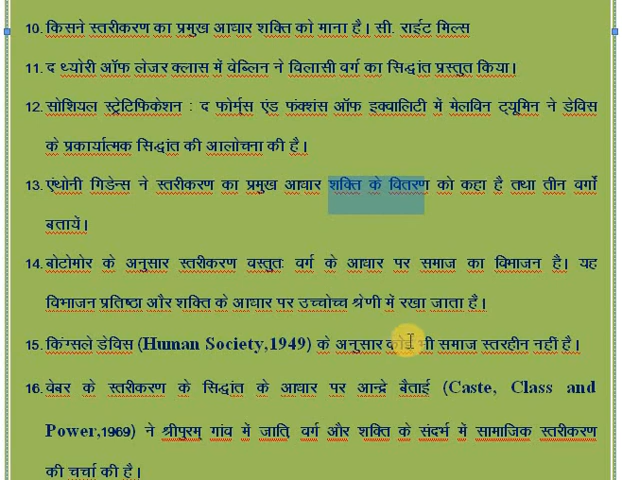 10. किसने स्तरीकरण का प्रमुख आधार शक्ति को माना है। सी. राईट मिल्स
11. द थ्योरी ऑफ लेजर क्लास में वेब्लिन ने विलासी वर्ग का सिद्धांत प्रस्तुत किया।
12. सोशियल स्ट्रेटिफिकेशन : द फोर्मुस एंड फंक्शंस ऑफ इक्वालिटी में मेलविन ट्यूमिन ने डेविस
के प्रकार्यात्मक सिद्धांत की आलोचना की है।
13. एंथोनी गिडेन्स ने स्तरीकरण का प्रमुख आधार शक्ति के वितरण को कहा है तथा तीन वर्गो
बतायें।
14. बोटोमोर के अनुसार स्तरीकरण वस्तुतः वर्ग के आधार पर समाज का विभाजन है। यह
विभाजन प्रतिष्ठा और शक्ति के आधार पर उच्चोच्च श्रेणी में रखा जाता है।
15. किंग्सले डेविस (Human Society,1949) के अनुसार कोई भी समाज स्तरहीन नहीं है।
16. वेबर के स्तरीकरण के सिद्धांत के आधार पर आन्द्रे बैताई (Caste, Class and
Power,1969) ने श्रीपुरम् गांव में जाति, वर्ग और शक्ति के संदर्भ में सामाजिक स्तरीकरण
की चर्चा की है।